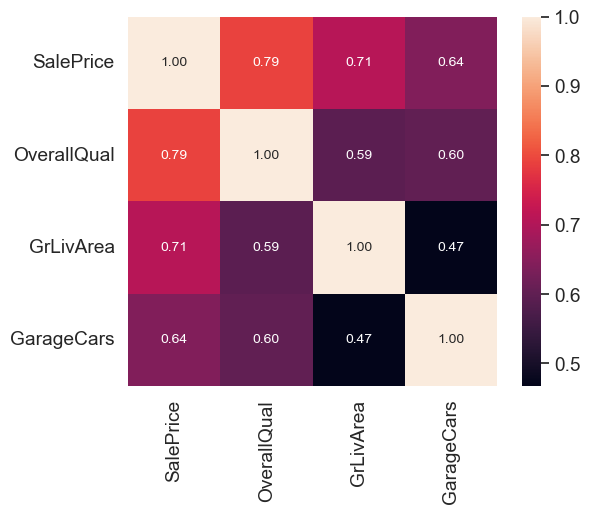 SalePrice 1.00 0.79 0.71 0.64
OverallQual 0.79 1.00 0.59 0.60
GrLivArea 0.71 0.59 1.00 0.47
GarageCars 0.64 0.60 0.47 1.00
SalePrice
OverallQual
GrLivArea
GarageCars
1.0
0.9
0.8
0.7
0.6
0.5